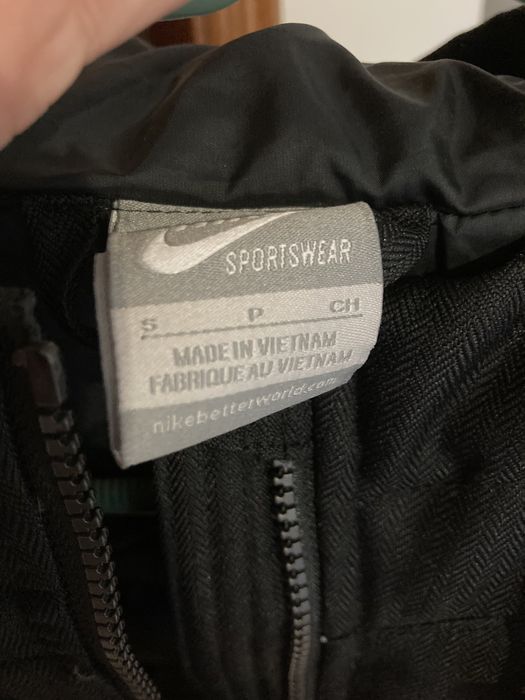 SPORTSWEAR
S P CH
MADE IN VIETNAM
FABRIQUE AU VIETNAM
nikebetterworld.com